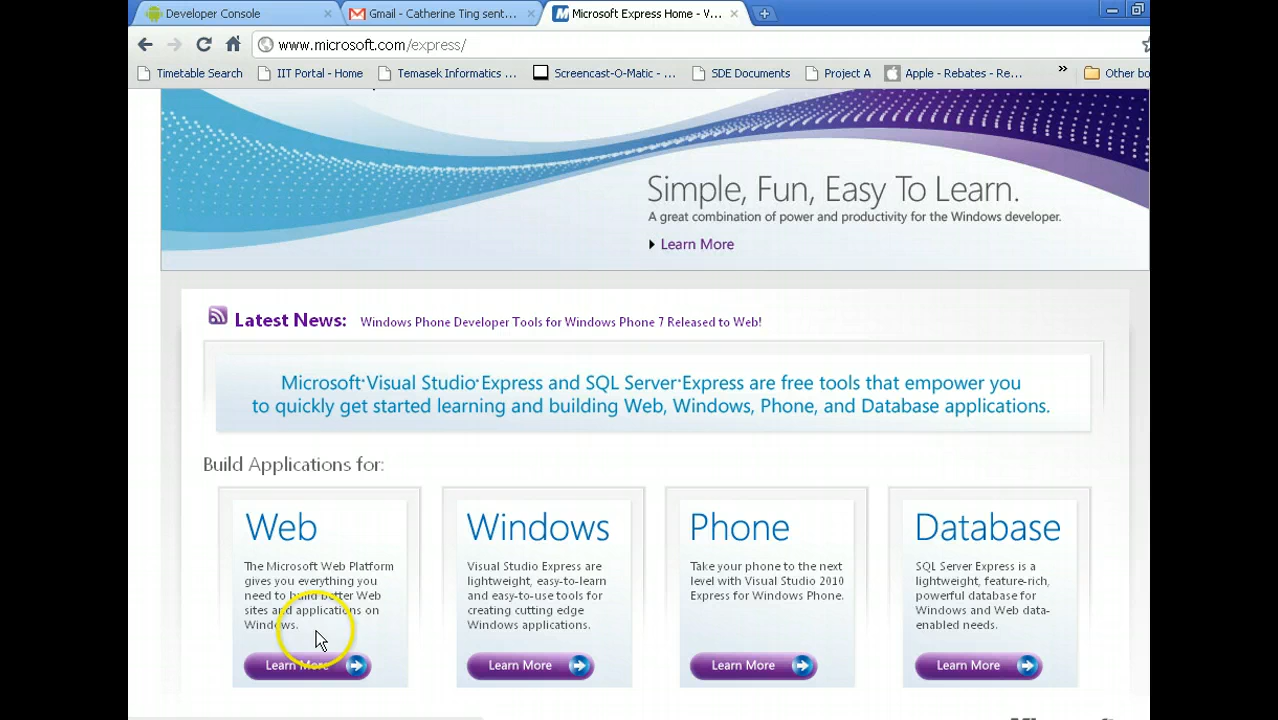 Developer Console
Gmail - Catherine Ting sent...
Microsoft Express Home - V...
www.microsoft.com/express/
Timetable Search
IIT Portal - Home
Temasek Informatics ...
Screencast-O-Matic - ...
SDE Documents
Project A
Apple - Rebates - Re...
»
Other bo
Simple, Fun, Easy To Learn.
A great combination of power and productivity for the Windows developer.
Learn More
Latest News: Windows Phone Developer Tools for Windows Phone 7 Released to Web!
Microsoft Visual Studio Express and SQL Server Express are free tools that empower you
to quickly get started learning and building Web, Windows, Phone, and Database applications.
Build Applications for:
Web
The Microsoft Web Platform
gives you everything you
need to build better Web
sites and applications on
Windows.
Learn More
Windows
Visual Studio Express are
lightweight, easy-to-learn
and easy-to-use tools for
creating cutting edge
Windows applications.
Learn More
Phone
Take your phone to the next
level with Visual Studio 2010
Express for Windows Phone.
Learn More
Database
SQL Server Express is a
lightweight, feature-rich,
powerful database for
Windows and Web data-
enabled needs.
Learn More